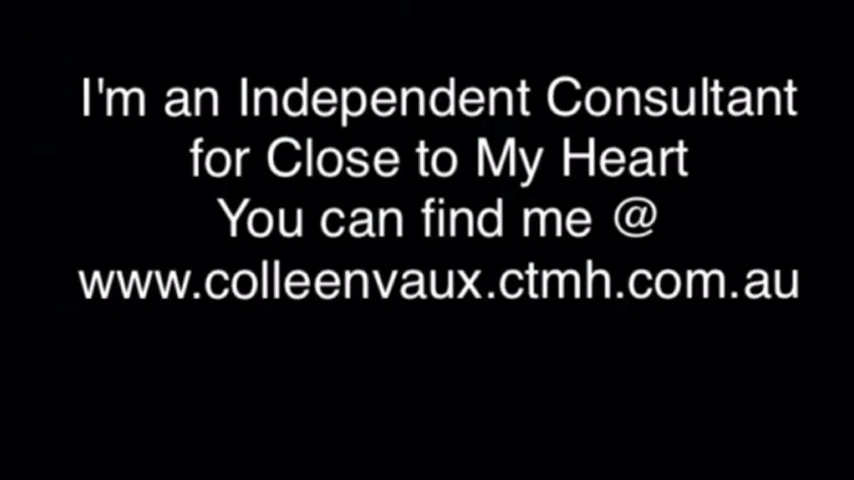 I'm an Independent Consultant
for Close to My Heart
You can find me @
www.colleenvaux.ctmh.com.au